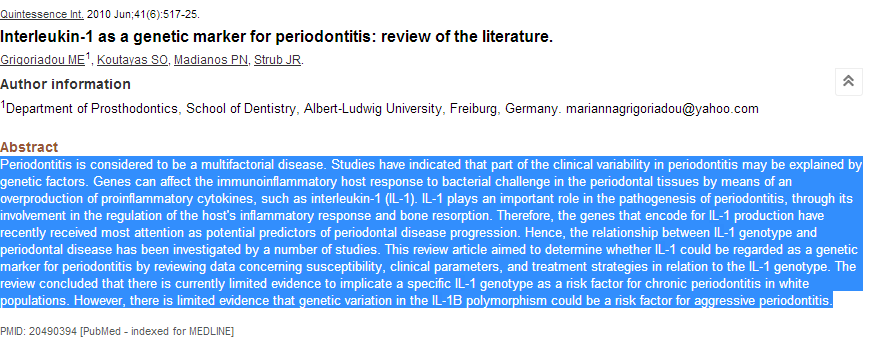 Quintessence Int. 2010 Jun;41(6):517-25.
Interleukin-1 as a genetic marker for periodontitis: review of the literature.
Grigoriadou ME1, Koutayas SO, Madianos PN, Strub JR.
Author information
1Department of Prosthodontics, School of Dentistry, Albert-Ludwig University, Freiburg, Germany. mariannagrigoriadou@yahoo.com
Abstract
Periodontitis is considered to be a multifactorial disease. Studies have indicated that part of the clinical variability in periodontitis may be explained by
genetic factors. Genes can affect the immunoinflammatory host response to bacterial challenge in the periodontal tissues by means of an
overproduction of proinflammatory cytokines, such as interleukin-1 (IL-1). IL-1 plays an important role in the pathogenesis of periodontitis, through its
involvement in the regulation of the host's inflammatory response and bone resorption. Therefore, the genes that encode for IL-1 production have
recently received most attention as potential predictors of periodontal disease progression. Hence, the relationship between IL-1 genotype and
periodontal disease has been investigated by a number of studies. This review article aimed to determine whether IL-1 could be regarded as a genetic
marker for periodontitis by reviewing data concerning susceptibility, clinical parameters, and treatment strategies in relation to the IL-1 genotype. The
review concluded that there is currently limited evidence to implicate a specific IL-1 genotype as a risk factor for chronic periodontitis in white
populations. However, there is limited evidence that genetic variation in the IL-1B polymorphism could be a risk factor for aggressive periodontitis.
PMID: 20490394 [PubMed - indexed for MEDLINE]